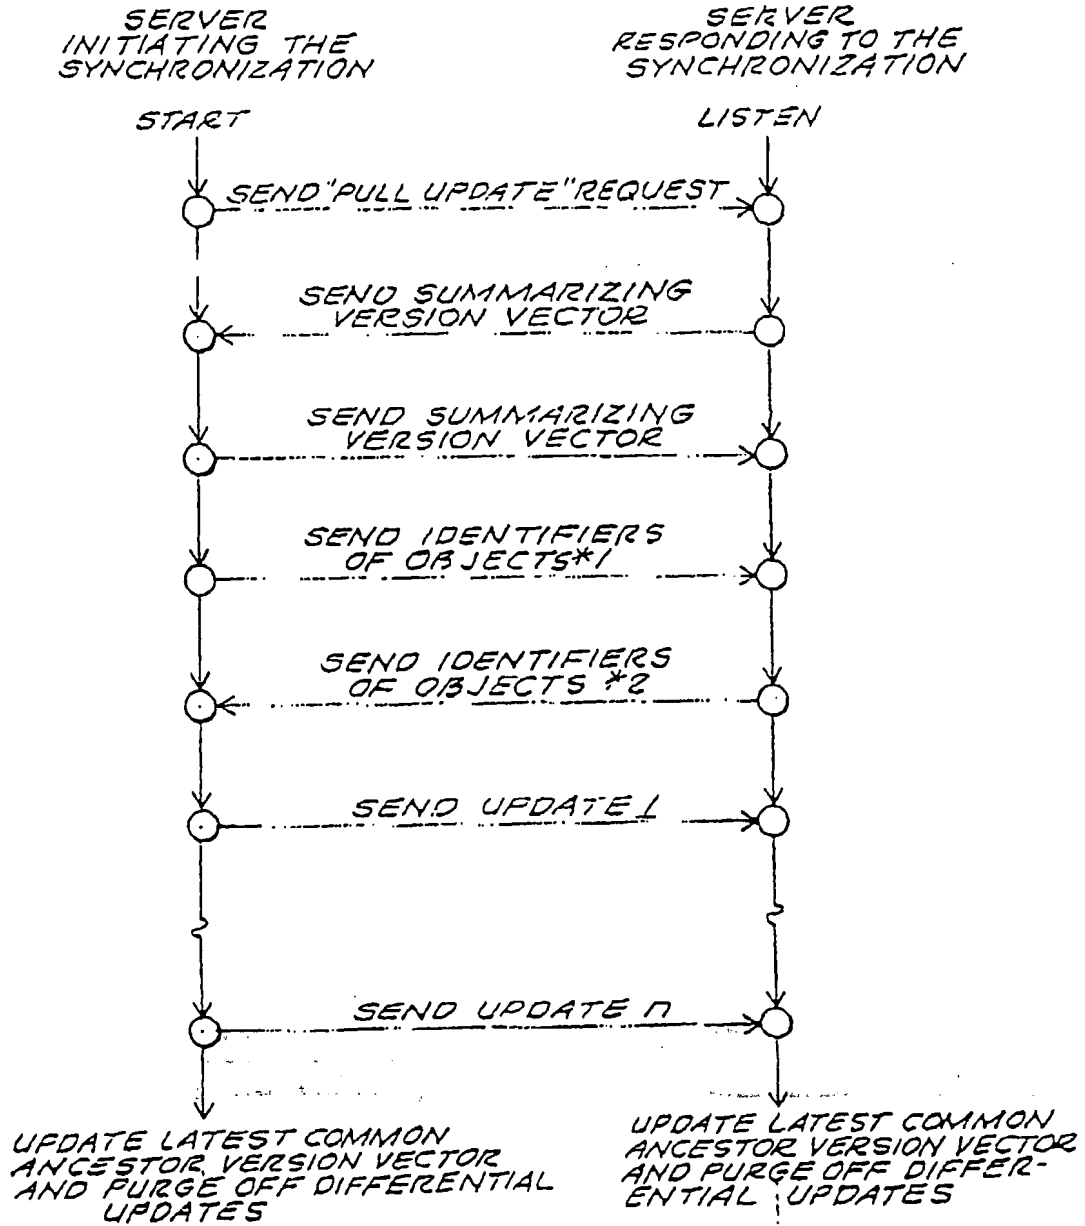 SERVER
INITIATING THE
SYNCHRONIZATION
SERVER
RESPONDING TO THE
SYNCHRONIZATION
START
LISTEN
SEND "PULL UPDATE" REQUEST
SEND SUMMARIZING
VERSION VECTOR
SEND SUMMARIZING
VERSION VECTOR
SEND IDENTIFIERS
OF OBJECTS*1
SEND IDENTIFIERS
OF OBJECTS *2
SEND UPDATE 1
SEND UPDATE n
UPDATE LATEST COMMON
ANCESTOR VERSION VECTOR
AND PURGE OFF DIFFERENTIAL
UPDATES
UPDATE LATEST COMMON
ANCESTOR VERSION VECTOR
AND PURGE OFF DIFFER-
ENTIAL UPDATES